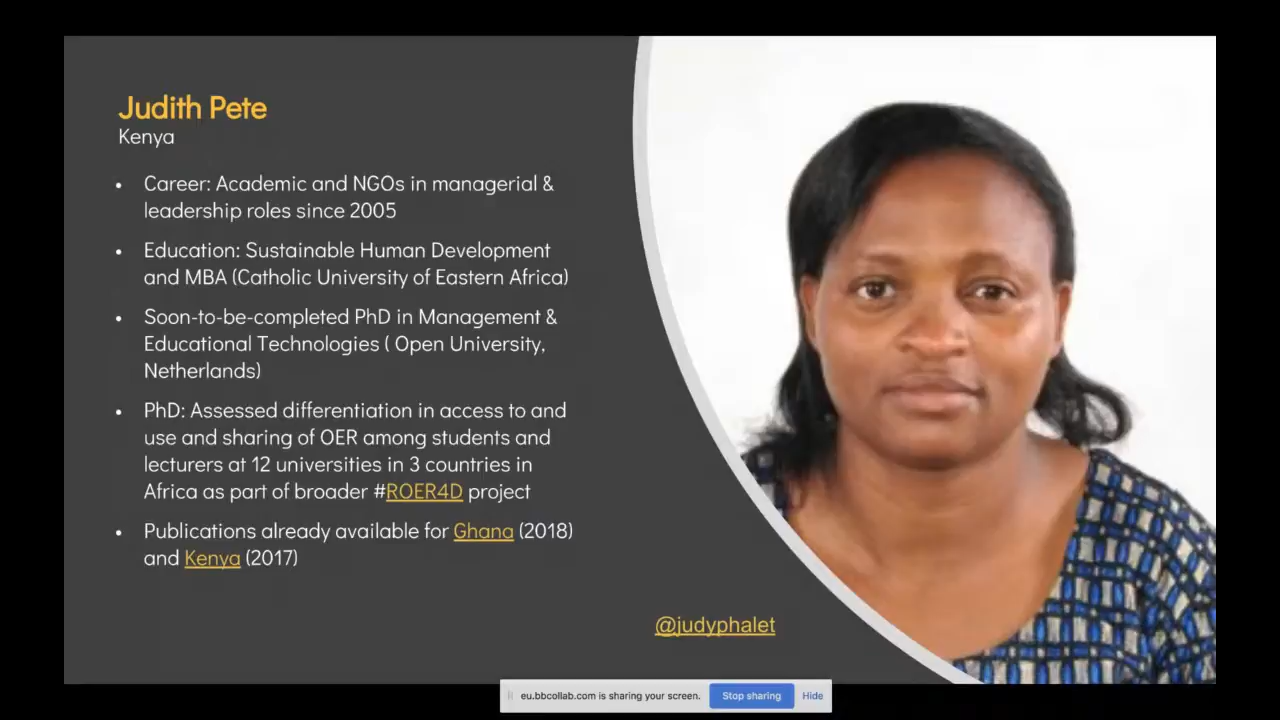 Judith Pete
Kenya
• Career: Academic and NGOs in managerial &
leadership roles since 2005
• Education: Sustainable Human Development
and MBA (Catholic University of Eastern Africa)
• Soon-to-be-completed PhD in Management &
Educational Technologies ( Open University,
Netherlands)
• PhD: Assessed differentiation in access to and
use and sharing of OER among students and
lecturers at 12 universities in 3 countries in
Africa as part of broader #ROER4D project
• Publications already available for Ghana (2018)
and Kenya (2017)
@judyphalet
eu.bbcollab.com is sharing your screen. Stop sharing Hide